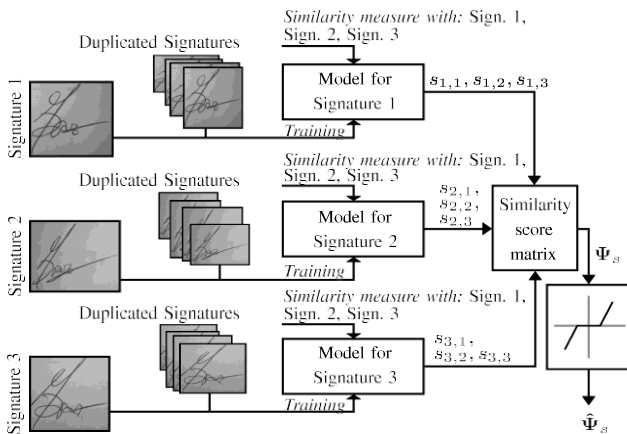 Similarity measure with: Sign. 1,
Sign. 2, Sign. 3
Duplicated Signatures
Signature 1
Model for
Signature 1
s1,1, s1,2, s1,3
Training
Similarity measure with: Sign. 1,
Sign. 2, Sign. 3
Duplicated Signatures
Signature 2
Model for
Signature 2
s2,1,
s2,2,
s2,3
Training
Similarity
score
matrix
Ψs
Similarity measure with: Sign. 1,
Sign. 2, Sign. 3
Duplicated Signatures
Signature 3
Model for
Signature 3
s3,1,
s3,2, s3,3
Training
Ψ̂s